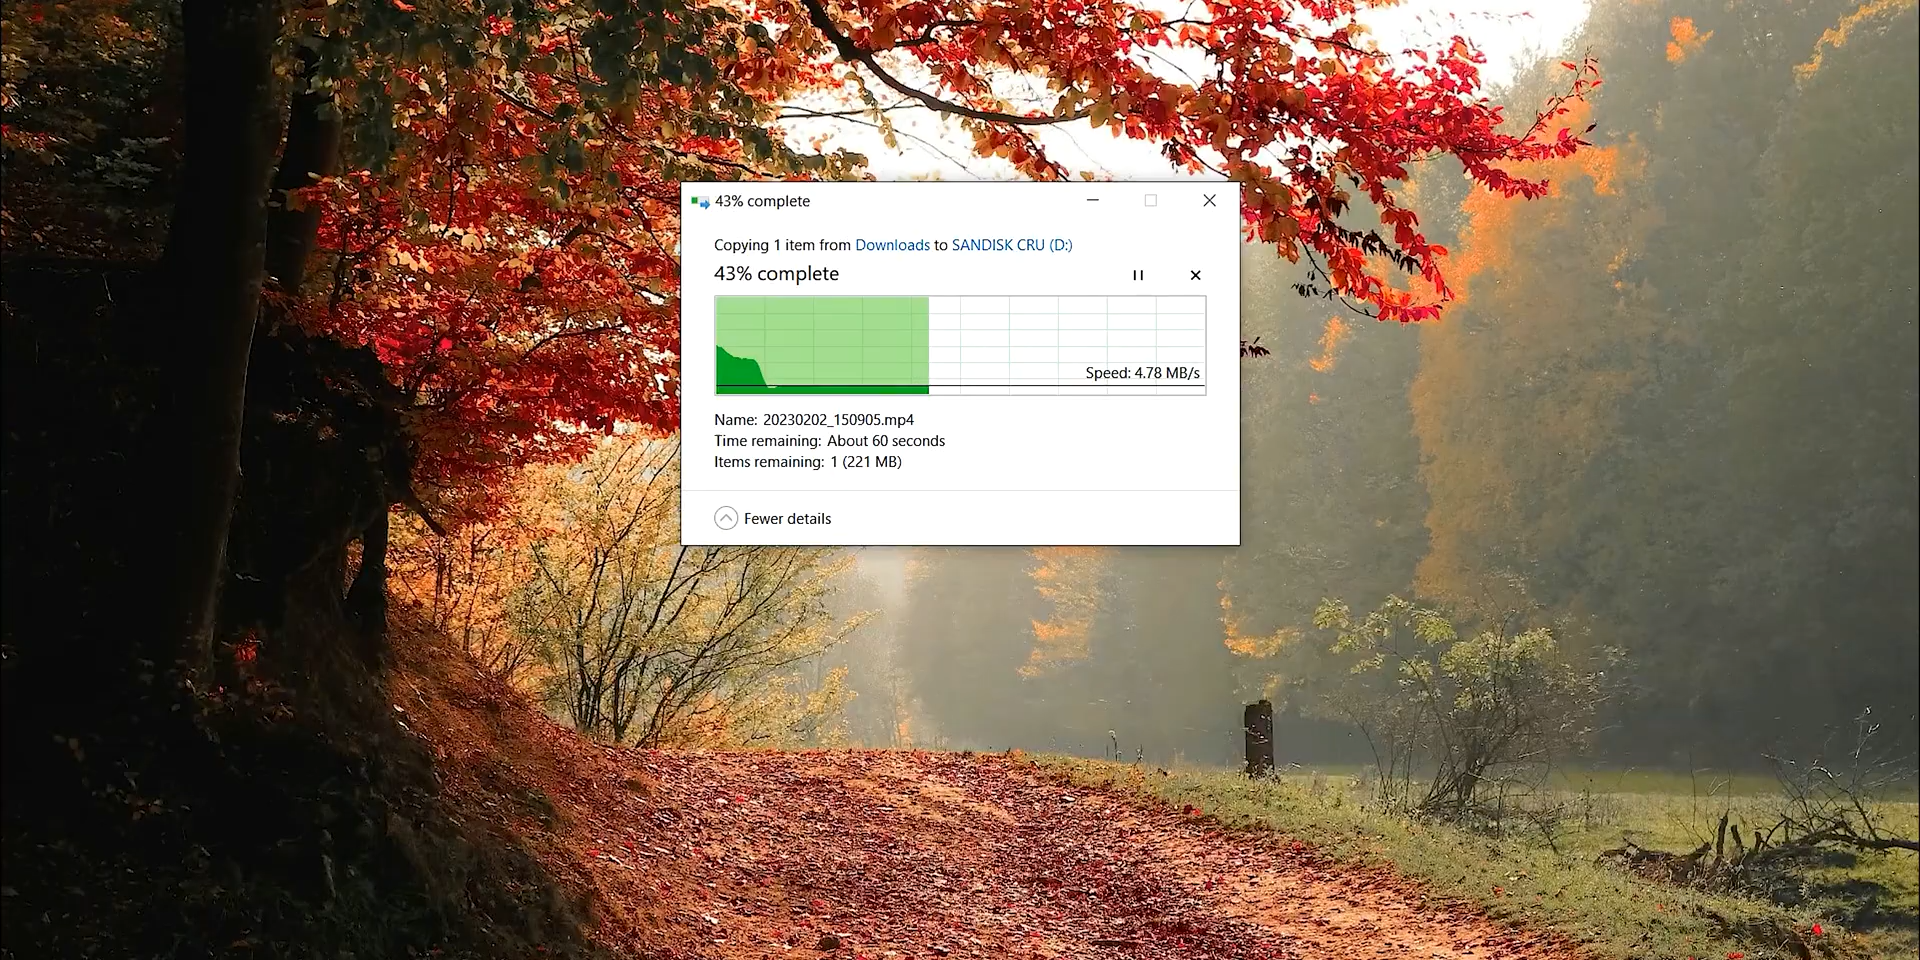 43% complete
Copying 1 item from Downloads to SANDISK CRU (D:)
43% complete
Speed: 4.78 MB/s
Name: 20230202_150905.mp4
Time remaining: About 60 seconds
Items remaining: 1 (221 MB)
Fewer details